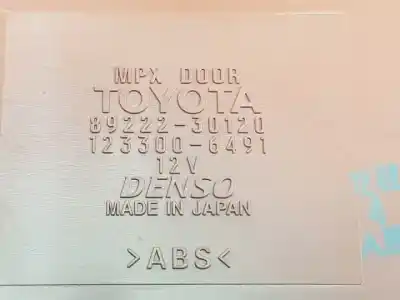 MPX DOOR
TOYOTA
89222-30120
123300-6491
12V
DENSO
MADE IN JAPAN
>ABS<